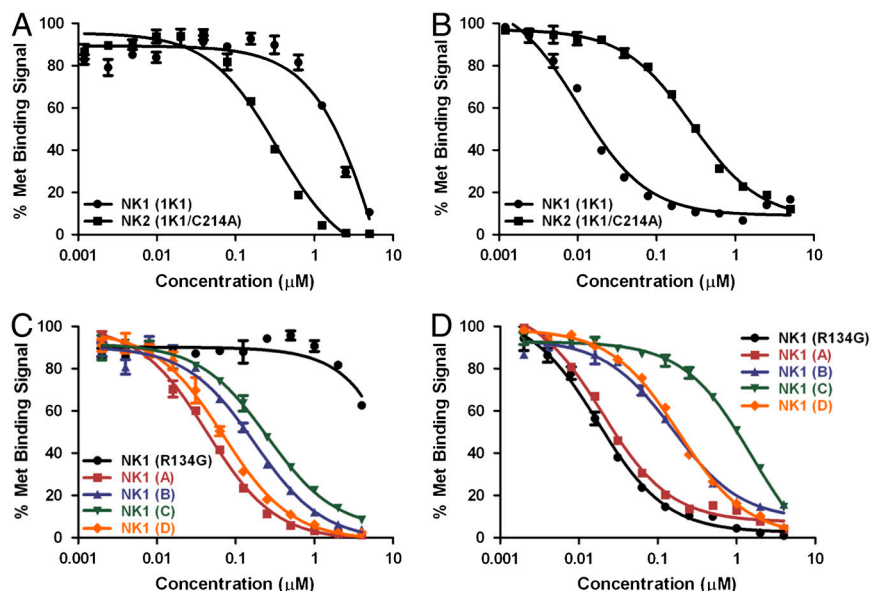 A
100
80
60
40
20
0
% Met Binding Signal
NK1 (1K1)
NK2 (1K1/C214A)
0.001
0.01
0.1
1
10
Concentration (μM)
B
100
80
60
40
20
0
% Met Binding Signal
NK1 (1K1)
NK2 (1K1/C214A)
0.001
0.01
0.1
1
10
Concentration (μM)
C
100
80
60
40
20
0
% Met Binding Signal
NK1 (R134G)
NK1 (A)
NK1 (B)
NK1 (C)
NK1 (D)
0.001
0.01
0.1
1
10
Concentration (μM)
D
100
80
60
40
20
0
% Met Binding Signal
NK1 (R134G)
NK1 (A)
NK1 (B)
NK1 (C)
NK1 (D)
0.001
0.01
0.1
1
10
Concentration (μM)